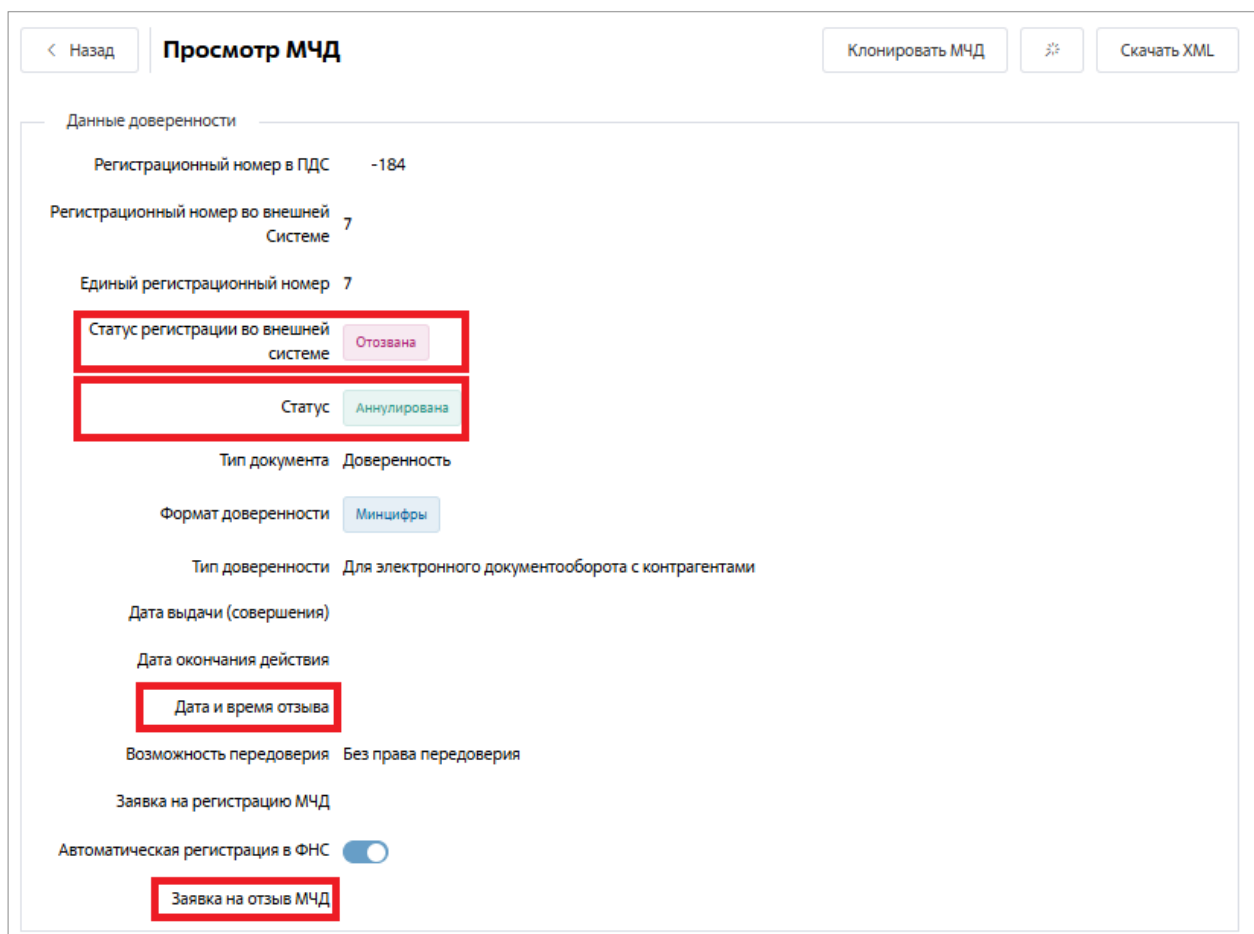 Назад
Просмотр МЧД
Клонировать МЧД
Скачать XML
Данные доверенности
Регистрационный номер в ПДС -184
Регистрационный номер во внешней
Системе 7
Единый регистрационный номер 7
Статус регистрации во внешней
системе Отозвана
Статус Аннулирована
Тип документа Доверенность
Формат доверенности Минцифры
Тип доверенности Для электронного документооборота с контрагентами
Дата выдачи (совершения)
Дата окончания действия
Дата и время отзыва
Возможность передоверия Без права передоверия
Заявка на регистрацию МЧД
Автоматическая регистрация в ФНС
Заявка на отзыв МЧД